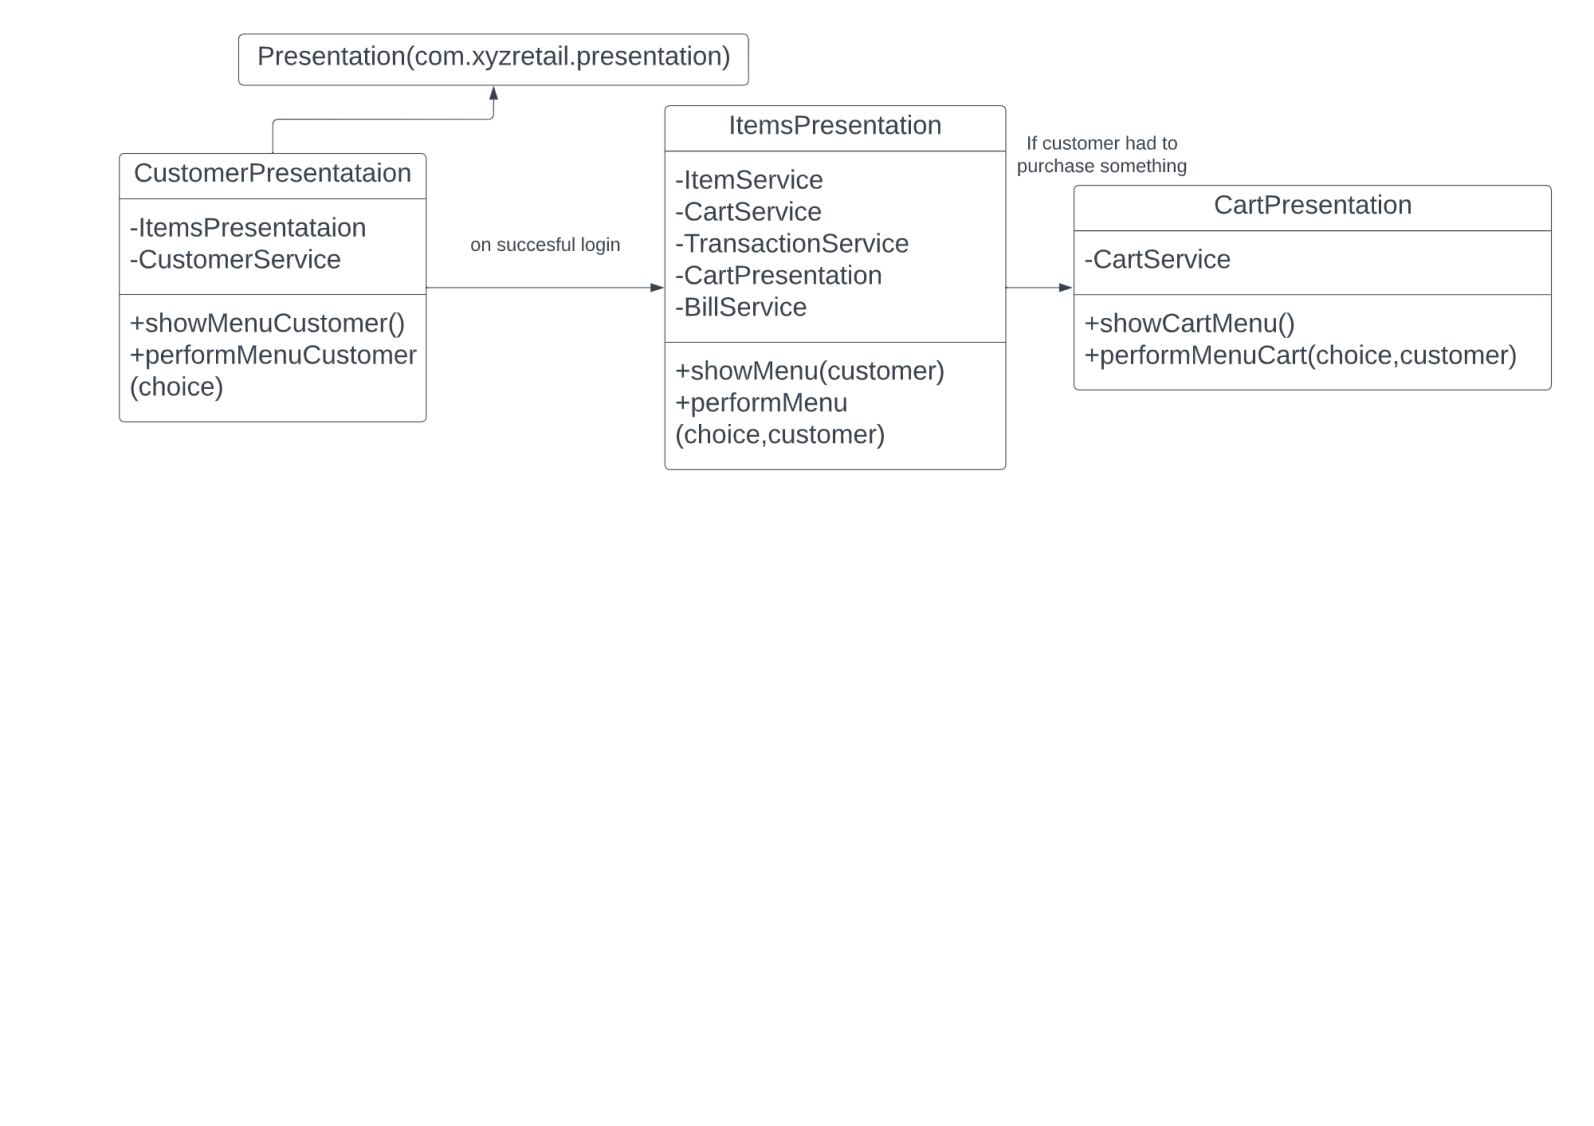 Presentation(com.xyzretail.presentation)
CustomerPresentataion
-ItemsPresentataion
-CustomerService
+showMenuCustomer()
+performMenuCustomer
(choice)
on succesful login
ItemsPresentation
-ItemService
-CartService
-TransactionService
-CartPresentation
-BillService
+showMenu(customer)
+performMenu
(choice,customer)
If customer had to
purchase something
CartPresentation
-CartService
+showCartMenu()
+performMenuCart(choice,customer)